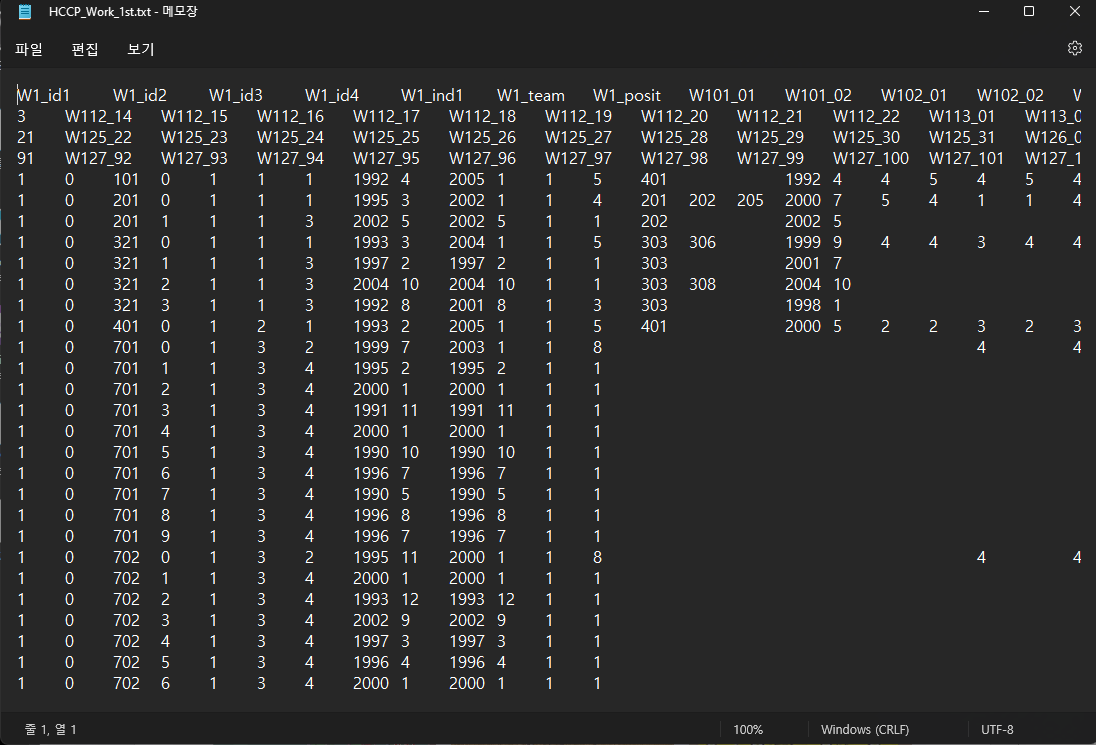 HCCP_Work_1st.txt - 메모장
파일 편집 보기
W1_id1 W1_id2 W1_id3 W1_id4 W1_ind1 W1_team W1_posit W101_01 W101_02 W102_01 W102_02 W
3 W112_14 W112_15 W112_16 W112_17 W112_18 W112_19 W112_20 W112_21 W112_22 W113_01 W113_0
21 W125_22 W125_23 W125_24 W125_25 W125_26 W125_27 W125_28 W125_29 W125_30 W125_31 W126_0
91 W127_92 W127_93 W127_94 W127_95 W127_96 W127_97 W127_98 W127_99 W127_100 W127_101 W127_1
1 0 101 0 1 1 1 1992 4 2005 1 1 5 401 1992 4 4 5 4 5 4
1 0 201 0 1 1 1 1995 3 2002 1 1 4 201 202 205 2000 7 5 4 1 1 4
1 0 201 1 1 1 3 2002 5 2002 5 1 1 202 2002 5
1 0 321 0 1 1 1 1993 3 2004 1 1 5 303 306 1999 9 4 4 3 4 4
1 0 321 1 1 1 3 1997 2 1997 2 1 1 303 2001 7
1 0 321 2 1 1 3 2004 10 2004 10 1 1 303 308 2004 10
1 0 321 3 1 1 3 1992 8 2001 8 1 3 303 1998 1
1 0 401 0 1 2 1 1993 2 2005 1 1 5 401 2000 5 2 2 3 2 3
1 0 701 0 1 3 2 1999 7 2003 1 1 8 4 4
1 0 701 1 1 3 4 1995 2 1995 2 1 1
1 0 701 2 1 3 4 2000 1 2000 1 1 1
1 0 701 3 1 3 4 1991 11 1991 11 1 1
1 0 701 4 1 3 4 2000 1 2000 1 1 1
1 0 701 5 1 3 4 1990 10 1990 10 1 1
1 0 701 6 1 3 4 1996 7 1996 7 1 1
1 0 701 7 1 3 4 1990 5 1990 5 1 1
1 0 701 8 1 3 4 1996 8 1996 8 1 1
1 0 701 9 1 3 4 1996 7 1996 7 1 1
1 0 702 0 1 3 2 1995 11 2000 1 1 8 4 4
1 0 702 1 1 3 4 2000 1 2000 1 1 1
1 0 702 2 1 3 4 1993 12 1993 12 1 1
1 0 702 3 1 3 4 2002 9 2002 9 1 1
1 0 702 4 1 3 4 1997 3 1997 3 1 1
1 0 702 5 1 3 4 1996 4 1996 4 1 1
1 0 702 6 1 3 4 2000 1 2000 1 1 1
줄 1, 열 1 100% Windows (CRLF) UTF-8